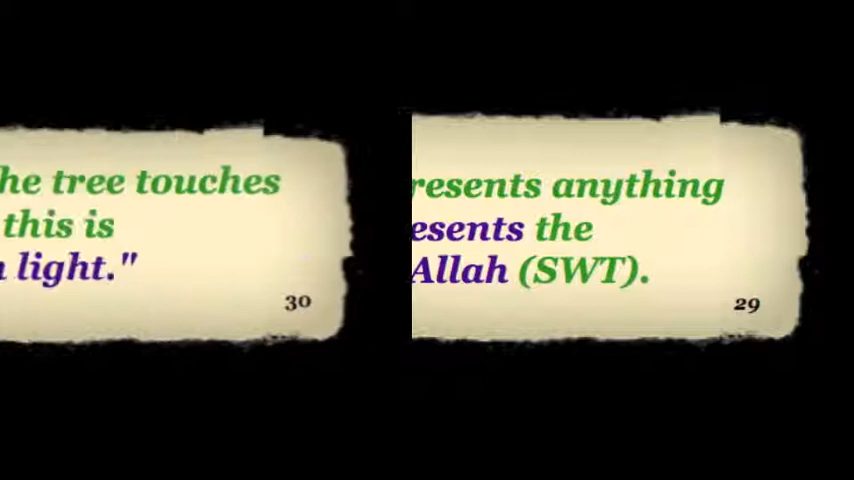 he tree touches
this is
light."
30
resents anything
esents the
Allah (SWT).
29